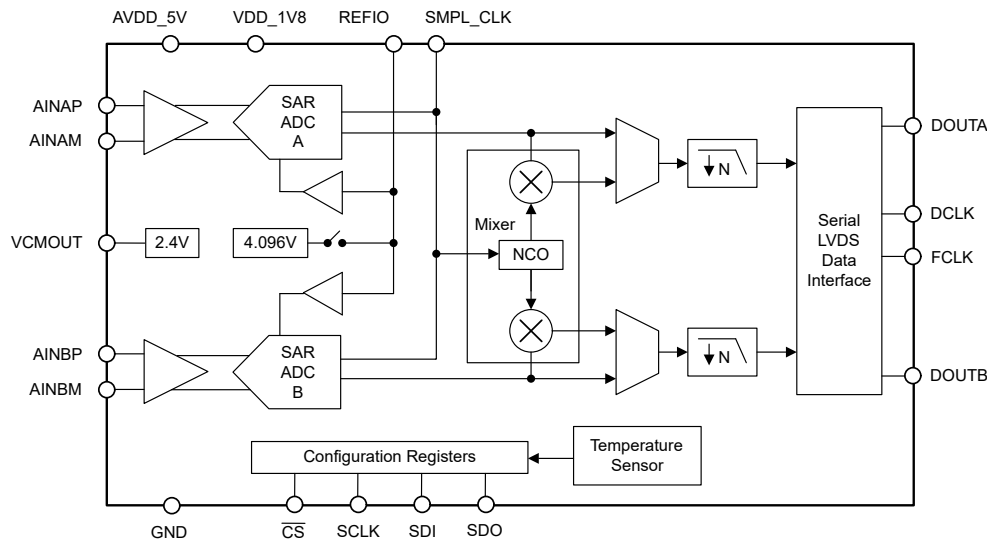 AVDD_5V
VDD_1V8
REFIO
SMPL_CLK
AINAP
AINAM
SAR
ADC
A
DOUTA
↓N
Mixer
VCMOUT
2.4V
4.096V
NCO
Serial
LVDS
Data
Interface
DCLK
FCLK
AINBP
AINBM
SAR
ADC
B
↓N
DOUTB
Configuration Registers
Temperature
Sensor
GND
CS
SCLK
SDI
SDO